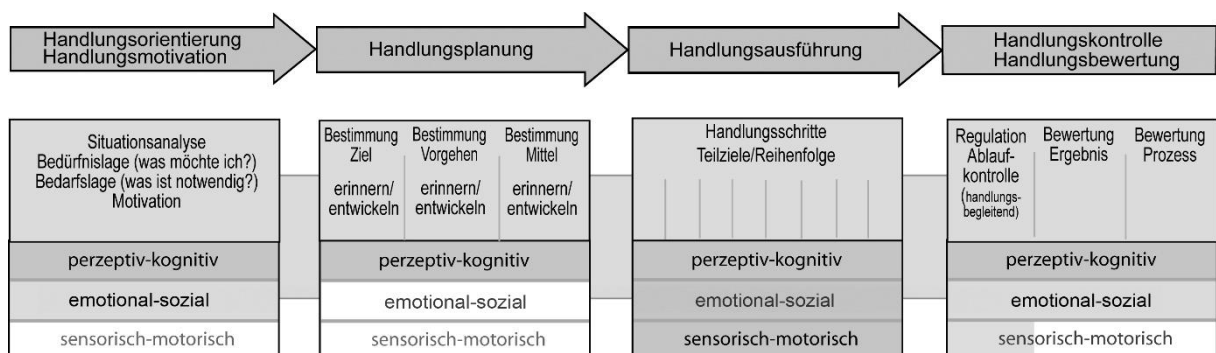 Handlungsorientierung
Handlungsmotivation
Handlungsplanung
Handlungsausführung
Handlungskontrolle
Handlungsbewertung
Situationsanalyse
Bedürfnislage (was möchte ich?)
Bedarfslage (was ist notwendig?)
Motivation
perzeptiv-kognitiv
emotional-sozial
sensorisch-motorisch
Bestimmung
Ziel
erinnern/
entwickeln
Bestimmung
Vorgehen
erinnern/
entwickeln
Bestimmung
Mittel
erinnern/
entwickeln
perzeptiv-kognitiv
emotional-sozial
sensorisch-motorisch
Handlungsschritte
Teilziele/Reihenfolge
perzeptiv-kognitiv
emotional-sozial
sensorisch-motorisch
Regulation
Ablauf-
kontrolle
(handlungs-
begleitend)
Bewertung
Ergebnis
Bewertung
Prozess
perzeptiv-kognitiv
emotional-sozial
sensorisch-motorisch